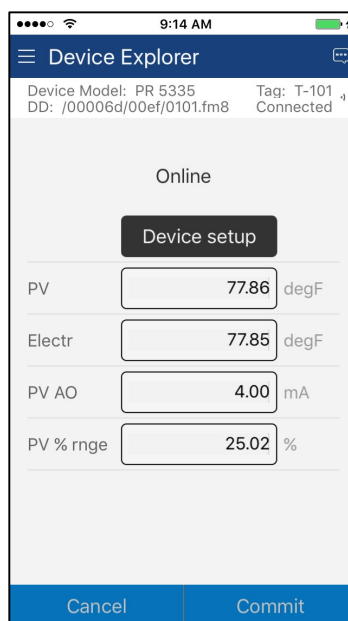 9:14 AM
Device Explorer
Device Model: PR 5335 Tag: T-101
DD: /00006d/00ef/0101.fm8 Connected
Online
Device setup
PV 77.86 degF
Electr 77.85 degF
PV AO 4.00 mA
PV % rnge 25.02 %
Cancel Commit